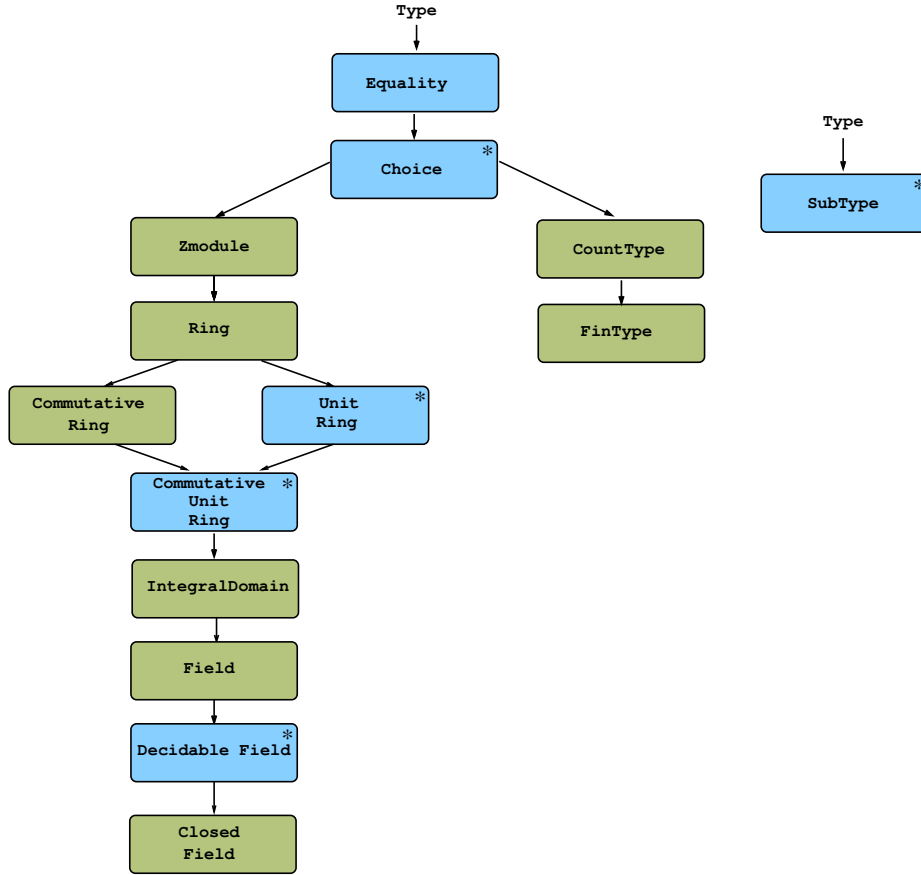 Type
Equality
Choice
*
Type
SubType
*
Zmodule
CountType
Ring
FinType
Commutative
Ring
Unit
Ring
*
Commutative
Unit
Ring
*
IntegralDomain
Field
Decidable Field
*
Closed
Field